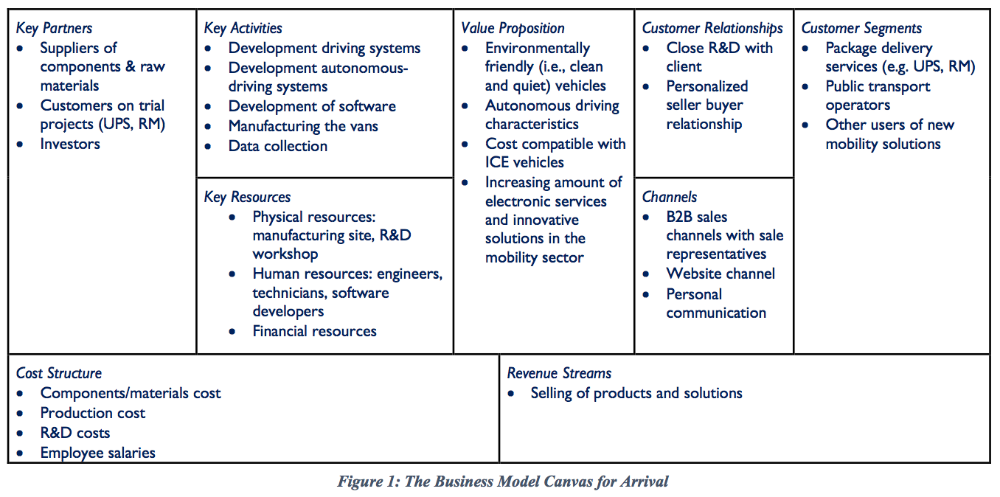 Key Partners
• Suppliers of
components & raw
materials
• Customers on trial
projects (UPS, RM)
• Investors
Key Activities
• Development driving systems
• Development autonomous-
driving systems
• Development of software
• Manufacturing the vans
• Data collection
Key Resources
• Physical resources:
manufacturing site, R&D
workshop
• Human resources: engineers,
technicians, software
developers
• Financial resources
Value Proposition
• Environmentally
friendly (i.e., clean
and quiet) vehicles
• Autonomous driving
characteristics
• Cost compatible with
ICE vehicles
• Increasing amount of
electronic services
and innovative
solutions in the
mobility sector
Customer Relationships
• Close R&D with
client
• Personalized
seller buyer
relationship
Channels
• B2B sales
channels with sale
representatives
• Website channel
• Personal
communication
Customer Segments
• Package delivery
services (e.g. UPS, RM)
• Public transport
operators
• Other users of new
mobility solutions
Cost Structure
• Components/materials cost
• Production cost
• R&D costs
• Employee salaries
Revenue Streams
• Selling of products and solutions
Figure 1: The Business Model Canvas for Arrival